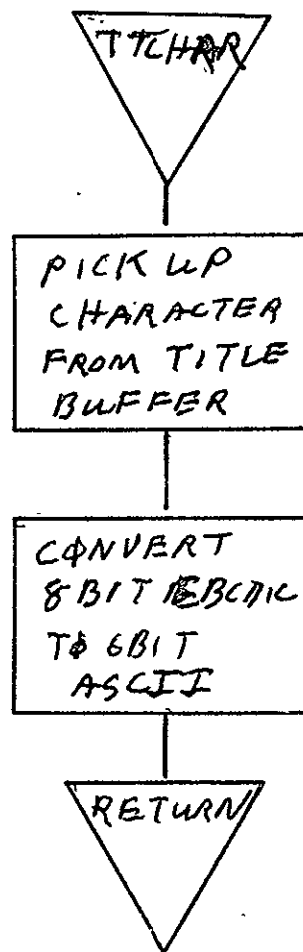 TTCHAR
PICK UP
CHARACTER
FROM TITLE
BUFFER
CØNVERT
8 BIT EBCDIC
TØ 6BIT
ASCII
RETURN